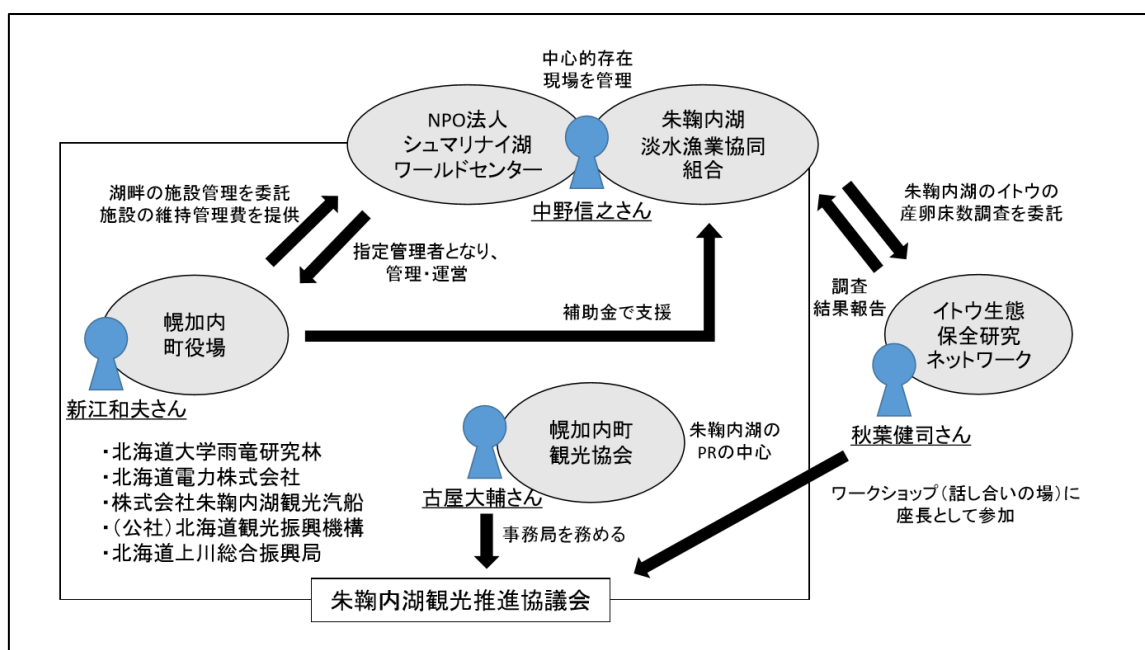 中心的存在
現場を管理
NPO法人
シュマリナイ湖
ワールドセンター
朱鞠内湖
淡水漁業協同
組合
中野信之さん
湖畔の施設管理を委託
施設の維持管理費を提供
指定管理者となり、
管理・運営
朱鞠内湖のイトウの
産卵床数調査を委託
調査
結果報告
幌加内
町役場
新江和夫さん
補助金で支援
イトウ生態
保全研究
ネットワーク
秋葉健司さん
幌加内町
観光協会
朱鞠内湖の
PRの中心
古屋大輔さん
・北海道大学雨竜研究林
・北海道電力株式会社
・株式会社朱鞠内湖観光汽船
・(公社)北海道観光振興機構
・北海道上川総合振興局
事務局を務める
ワークショップ(話し合いの場)に
座長として参加
朱鞠内湖観光推進協議会